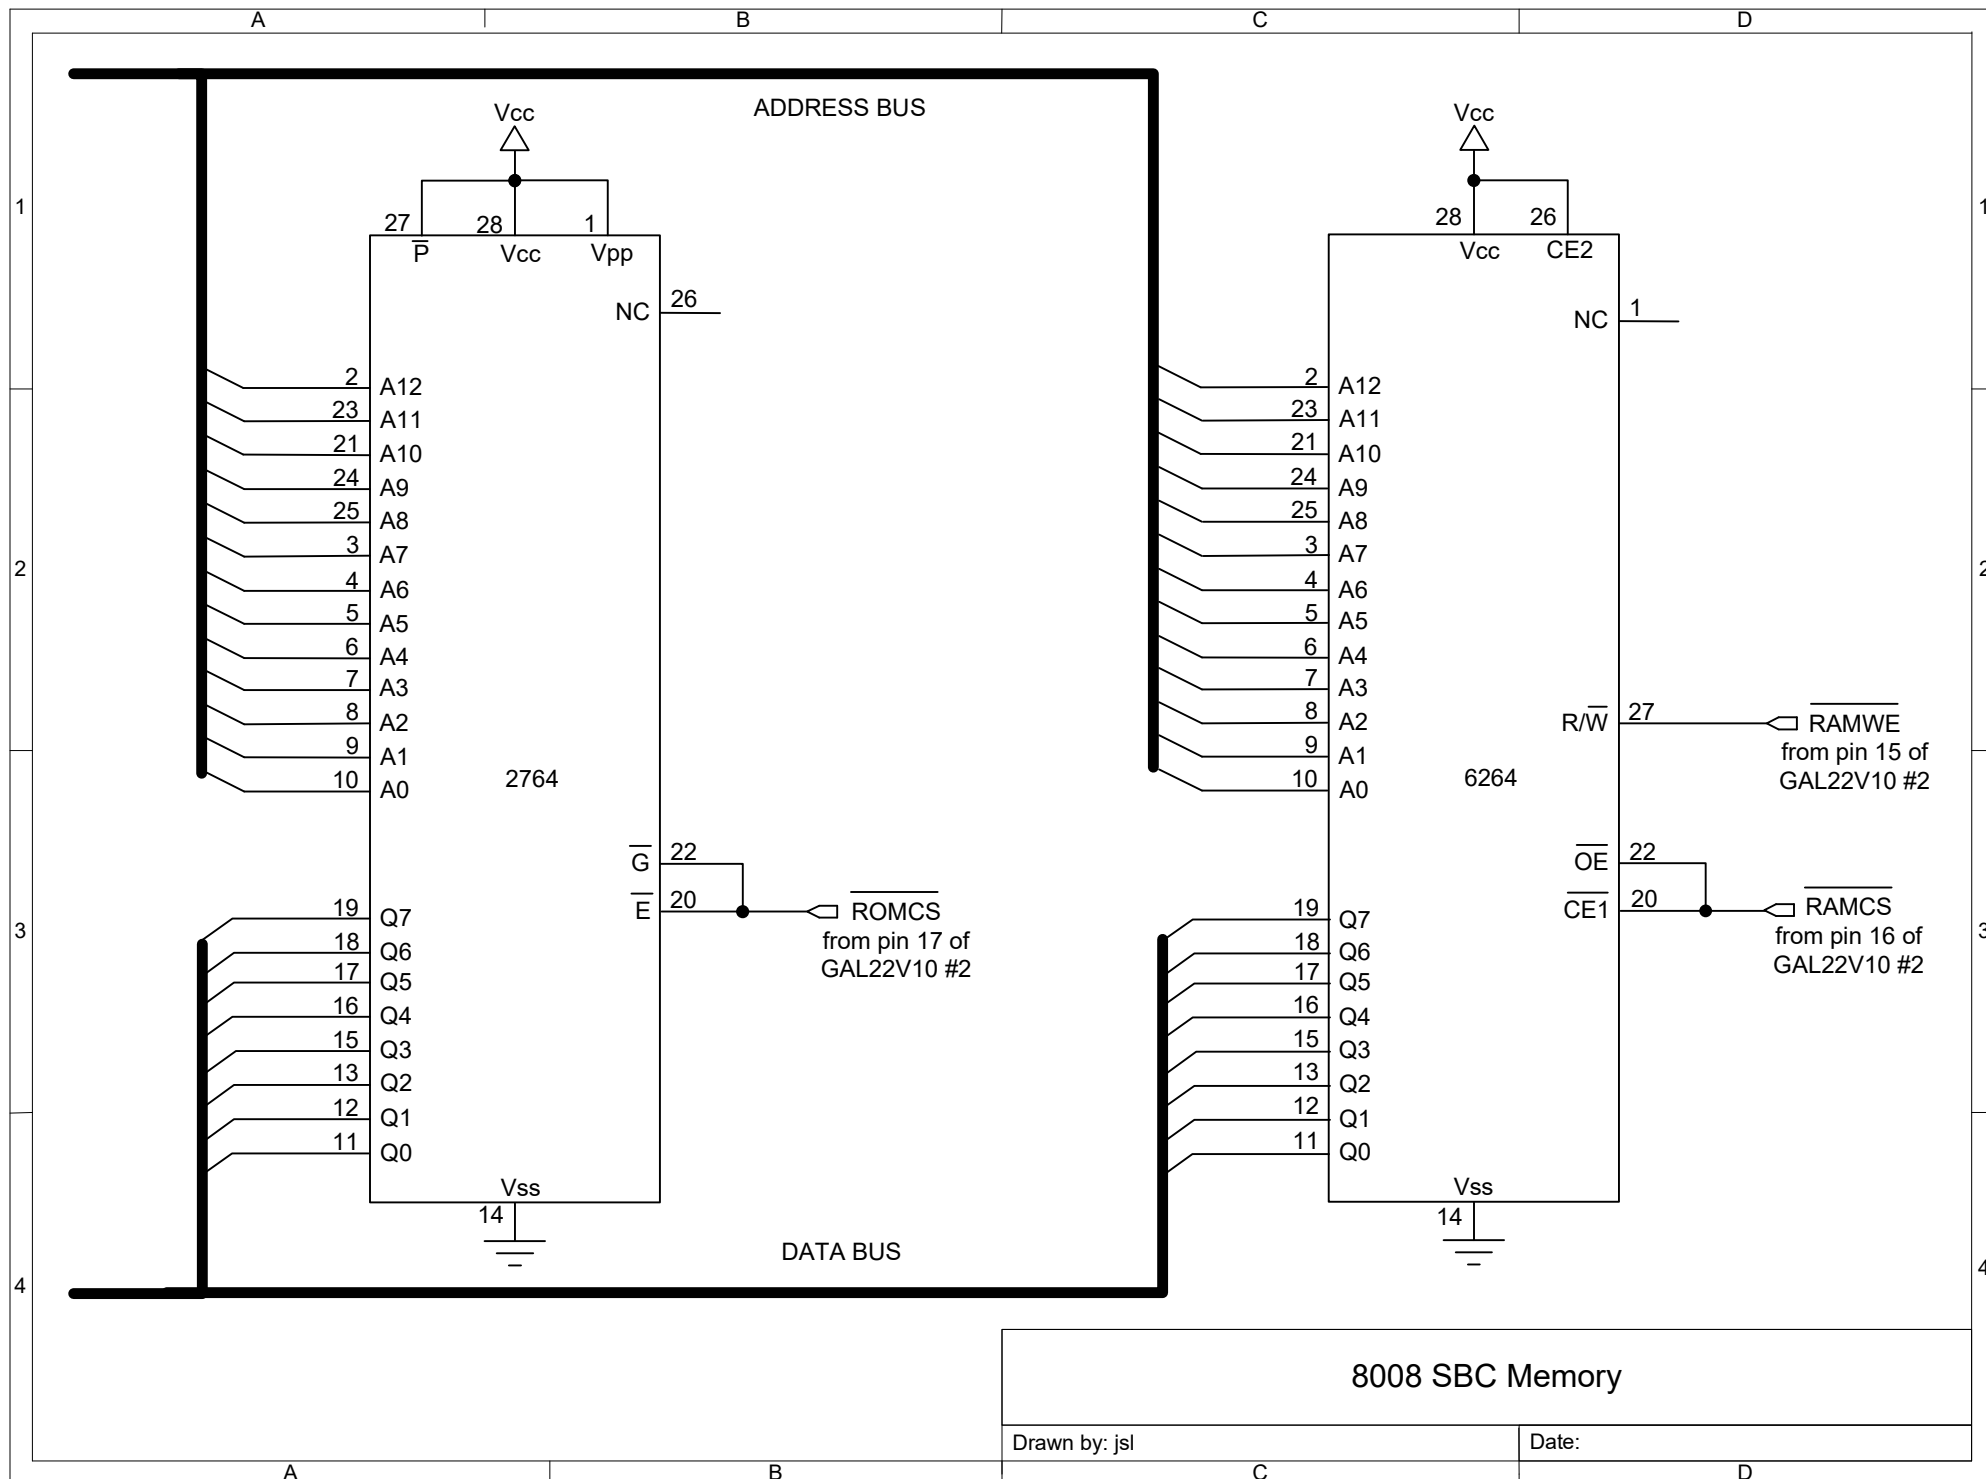 A B C D
ADDRESS BUS
Vcc
27 28 1
P̅ Vcc Vpp
NC 26
2 A12
23 A11
21 A10
24 A9
25 A8
3 A7
4 A6
5 A5
6 A4
7 A3
8 A2
9 A1
10 A0
2764
G̅ 22
E̅ 20
R̅O̅M̅C̅S̅
from pin 17 of
GAL22V10 #2
19 Q7
18 Q6
17 Q5
16 Q4
15 Q3
13 Q2
12 Q1
11 Q0
Vss
14
Vcc
28 26
Vcc CE2
NC 1
2 A12
23 A11
21 A10
24 A9
25 A8
3 A7
4 A6
5 A5
6 A4
7 A3
8 A2
9 A1
10 A0
6264
R/W̅ 27
R̅A̅M̅W̅E̅
from pin 15 of
GAL22V10 #2
O̅E̅ 22
C̅E̅1̅ 20
R̅A̅M̅C̅S̅
from pin 16 of
GAL22V10 #2
19 Q7
18 Q6
17 Q5
16 Q4
15 Q3
13 Q2
12 Q1
11 Q0
Vss
14
DATA BUS
1 1
2 2
3 3
4 4
8008 SBC Memory
Drawn by: jsl
Date:
A B C D